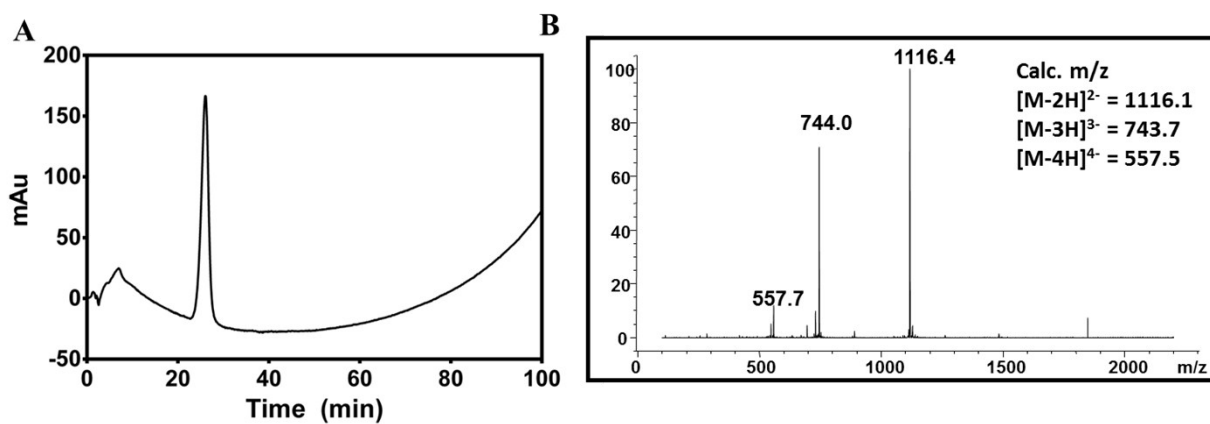 A
200
150
100
50
0
-50
mAu
0 20 40 60 80 100
Time (min)
B
100
80
60
40
20
0
1116.4
744.0
557.7
Calc. m/z
[M-2H]2- = 1116.1
[M-3H]3- = 743.7
[M-4H]4- = 557.5
0 500 1000 1500 2000 m/z